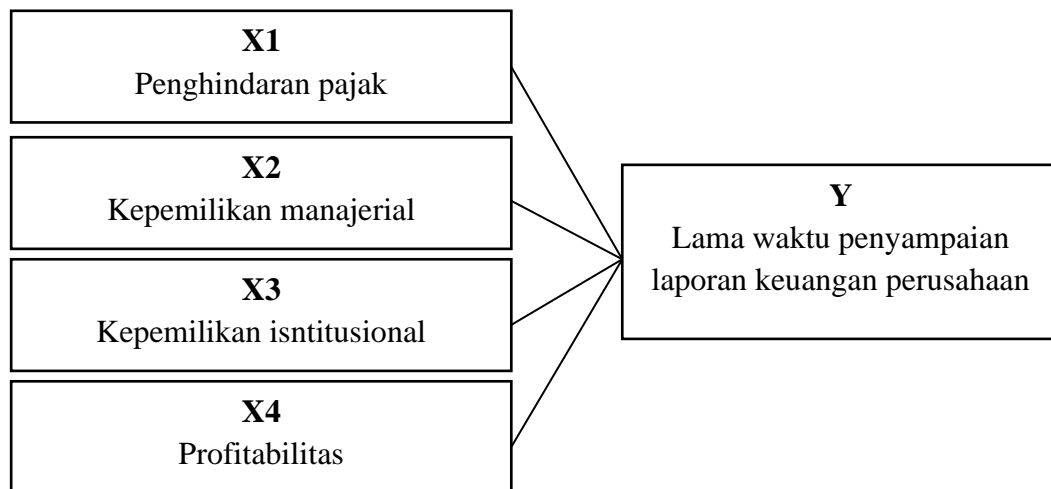 X1
Penghindaran pajak
X2
Kepemilikan manajerial
X3
Kepemilikan isntitusional
X4
Profitabilitas
Y
Lama waktu penyampaian
laporan keuangan perusahaan